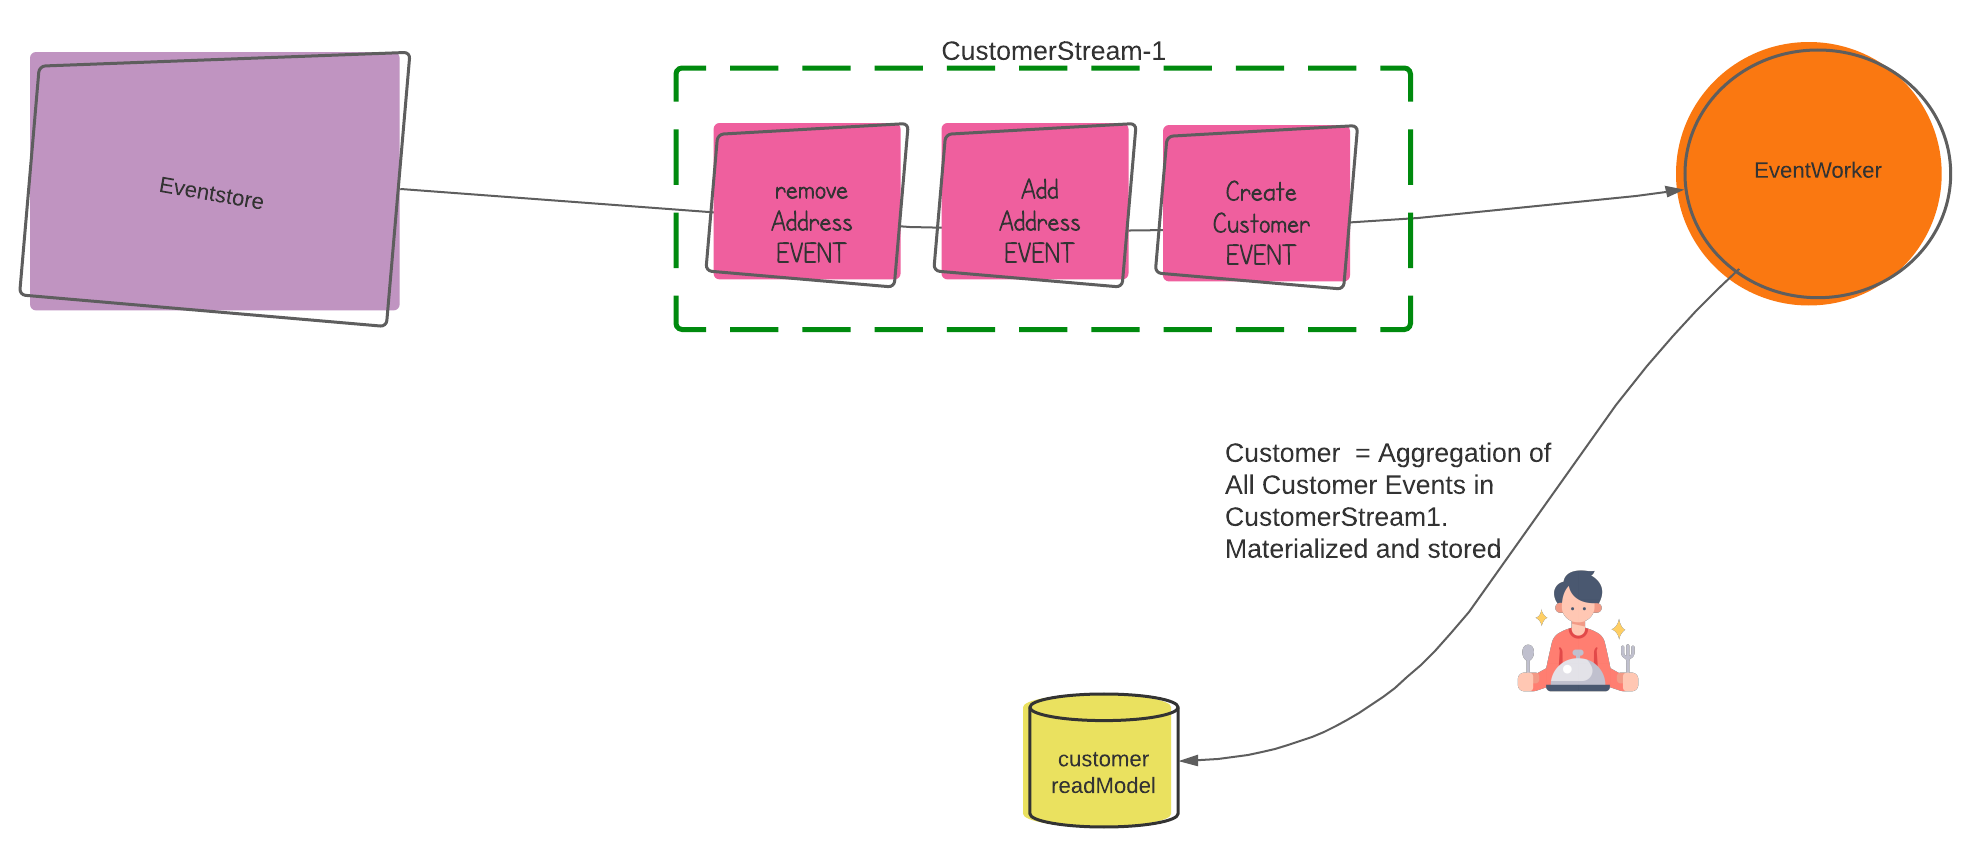 CustomerStream-1
Eventstore
remove
Address
EVENT
Add
Address
EVENT
Create
Customer
EVENT
EventWorker
Customer  = Aggregation of
All Customer Events in
CustomerStream1.
Materialized and stored
customer
readModel